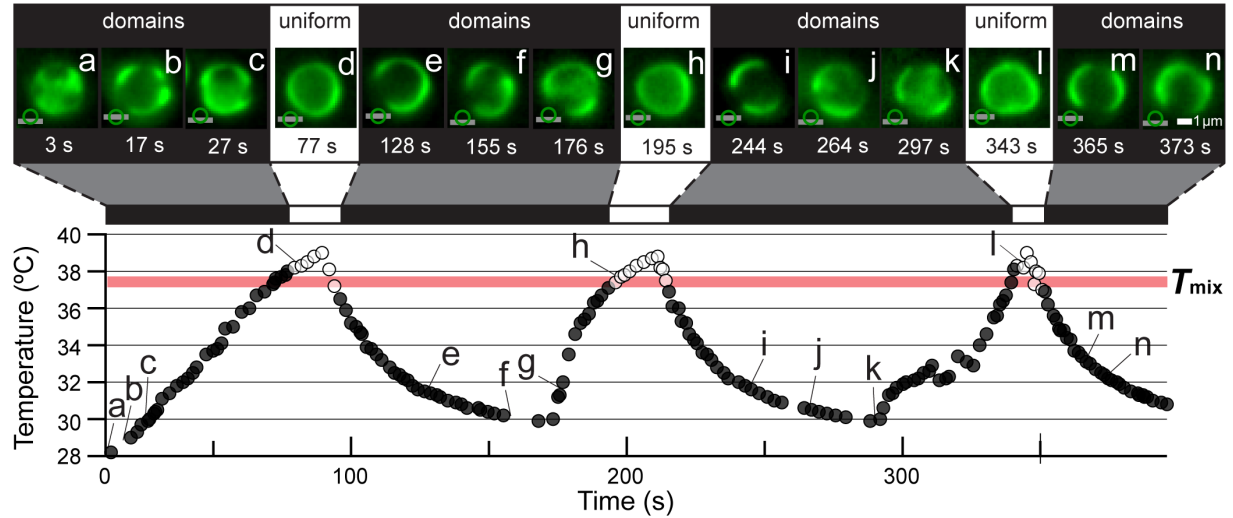 domains uniform domains uniform domains uniform domains
a b c d e f g h i j k l m n
1 µm
3 s 17 s 27 s 77 s 128 s 155 s 176 s 195 s 244 s 264 s 297 s 343 s 365 s 373 s
40
38
36
34
32
30
28
Temperature (ºC)
a b c d e f g h i j k l m n
Tmix
0 100 200 300
Time (s)